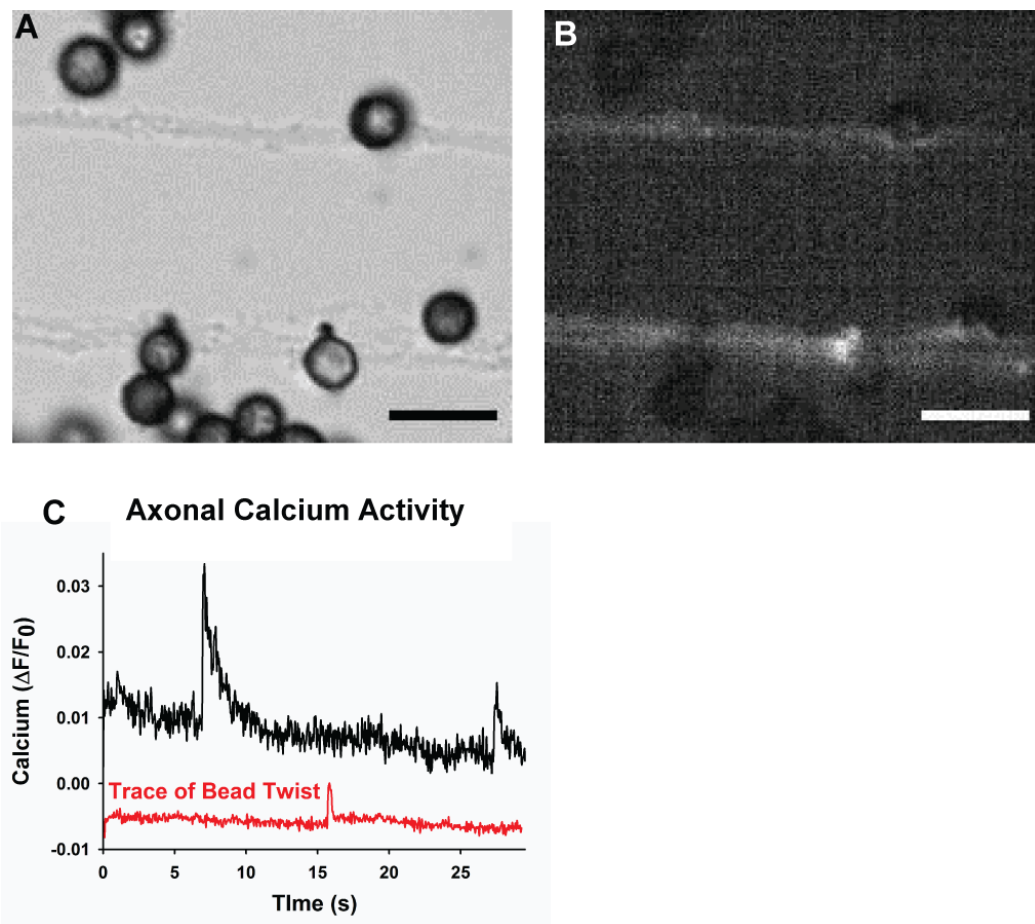 A
B
C Axonal Calcium Activity
0.03
0.02
0.01
0.00
-0.01
Calcium (ΔF/F0)
Trace of Bead Twist
0 5 10 15 20 25
TIme (s)